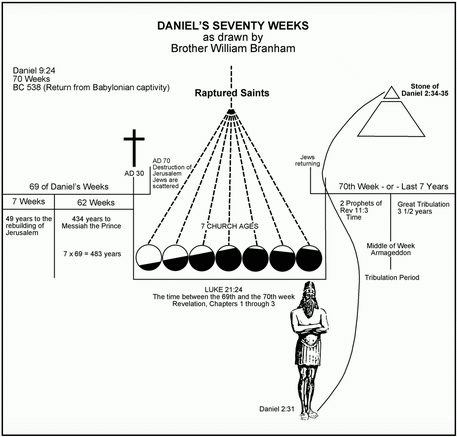 DANIEL'S SEVENTY WEEKS
as drawn by
Brother William Branham
Daniel 9:24
70 Weeks
BC 538 (Return from Babylonian captivity)
Raptured Saints
Stone of
Daniel 2:34-35
AD 30
AD 70
Destruction of
Jerusalem
Jews are
scattered
Jews
returning
69 of Daniel's Weeks
70th Week - or - Last 7 Years
7 Weeks
62 Weeks
49 years to the
rebuilding of
Jerusalem
434 years to
Messiah the Prince
7 x 69 = 483 years
7 CHURCH AGES
2 Prophets of
Rev 11:3
Time
Great Tribulation
3 1/2 years
Middle of Week
Armageddon
Tribulation Period
LUKE 21:24
The time between the 69th and the 70th week
Revelation, Chapters 1 through 3
Daniel 2:31